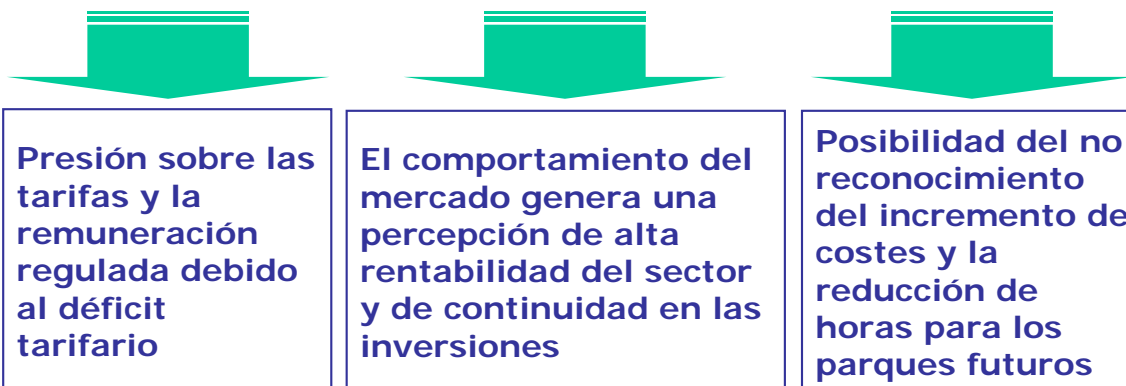 Presión sobre las
tarifas y la
remuneración
regulada debido
al déficit
tarifario
El comportamiento del
mercado genera una
percepción de alta
rentabilidad del sector
y de continuidad en las
inversiones
Posibilidad del no
reconocimiento
del incremento de
costes y la
reducción de
horas para los
parques futuros